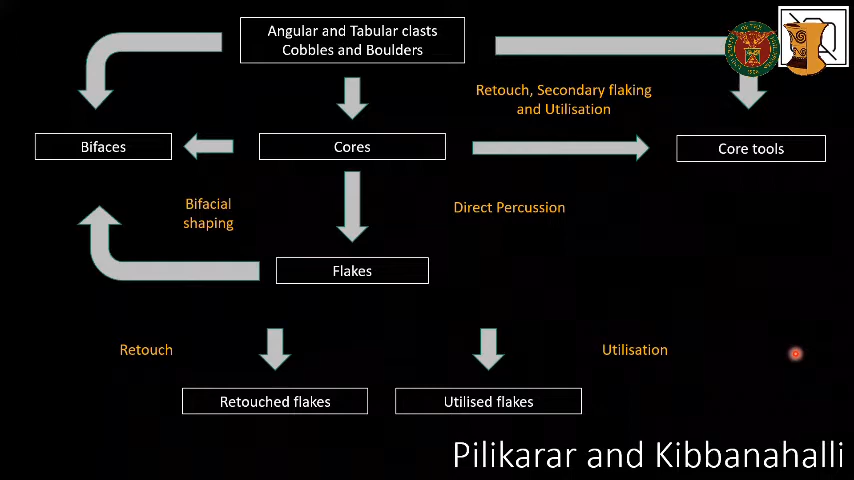 Angular and Tabular clasts
Cobbles and Boulders
Retouch, Secondary flaking
and Utilisation
Bifaces
Cores
Core tools
Bifacial
shaping
Direct Percussion
Flakes
Retouch
Utilisation
Retouched flakes
Utilised flakes
Pilikarar and Kibbanahalli